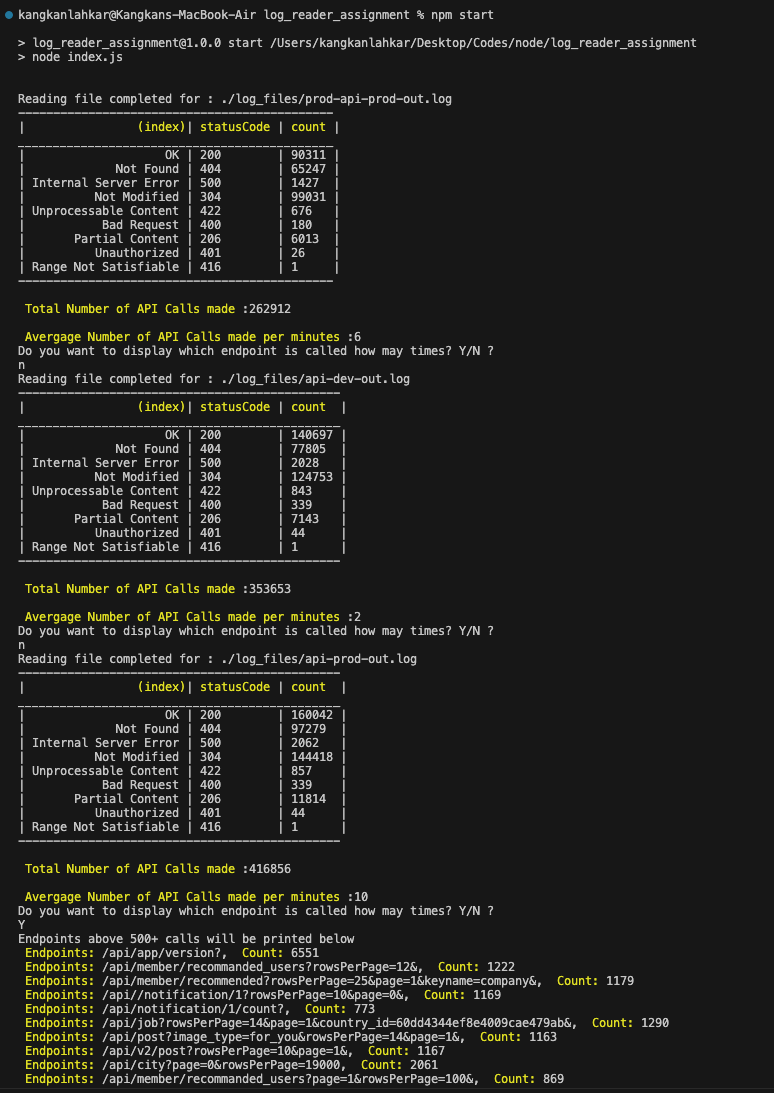 kangkanlahkar@Kangkans-MacBook-Air log_reader_assignment % npm start
> log_reader_assignment@1.0.0 start /Users/kangkanlahkar/Desktop/Codes/node/log_reader_assignment
> node index.js
Reading file completed for : ./log_files/prod-api-prod-out.log
| (index)| statusCode | count |
| OK | 200 | 90311 |
| Not Found | 404 | 65247 |
| Internal Server Error | 500 | 1427 |
| Not Modified | 304 | 99031 |
| Unprocessable Content | 422 | 676 |
| Bad Request | 400 | 180 |
| Partial Content | 206 | 6013 |
| Unauthorized | 401 | 26 |
| Range Not Satisfiable | 416 | 1 |
Total Number of API Calls made :262912
Avergage Number of API Calls made per minutes :6
Do you want to display which endpoint is called how may times? Y/N ?
n
Reading file completed for : ./log_files/api-dev-out.log
| (index)| statusCode | count |
| OK | 200 | 140697 |
| Not Found | 404 | 77805 |
| Internal Server Error | 500 | 2028 |
| Not Modified | 304 | 124753 |
| Unprocessable Content | 422 | 843 |
| Bad Request | 400 | 339 |
| Partial Content | 206 | 7143 |
| Unauthorized | 401 | 44 |
| Range Not Satisfiable | 416 | 1 |
Total Number of API Calls made :353653
Avergage Number of API Calls made per minutes :2
Do you want to display which endpoint is called how may times? Y/N ?
n
Reading file completed for : ./log_files/api-prod-out.log
| (index)| statusCode | count |
| OK | 200 | 160042 |
| Not Found | 404 | 97279 |
| Internal Server Error | 500 | 2062 |
| Not Modified | 304 | 144418 |
| Unprocessable Content | 422 | 857 |
| Bad Request | 400 | 339 |
| Partial Content | 206 | 11814 |
| Unauthorized | 401 | 44 |
| Range Not Satisfiable | 416 | 1 |
Total Number of API Calls made :416856
Avergage Number of API Calls made per minutes :10
Do you want to display which endpoint is called how may times? Y/N ?
Y
Endpoints above 500+ calls will be printed below
Endpoints: /api/app/version?, Count: 6551
Endpoints: /api/member/recommanded_users?rowsPerPage=12&, Count: 1222
Endpoints: /api/member/recommended?rowsPerPage=25&page=1&keyname=company&, Count: 1179
Endpoints: /api//notification/1?rowsPerPage=10&page=0&, Count: 1169
Endpoints: /api/notification/1/count?, Count: 773
Endpoints: /api/job?rowsPerPage=14&page=1&country_id=60dd4344ef8e4009cae479ab&, Count: 1290
Endpoints: /api/post?image_type=for_you&rowsPerPage=14&page=1&, Count: 1163
Endpoints: /api/v2/post?rowsPerPage=10&page=1&, Count: 1167
Endpoints: /api/city?page=0&rowsPerPage=19000, Count: 2061
Endpoints: /api/member/recommanded_users?page=1&rowsPerPage=100&, Count: 869